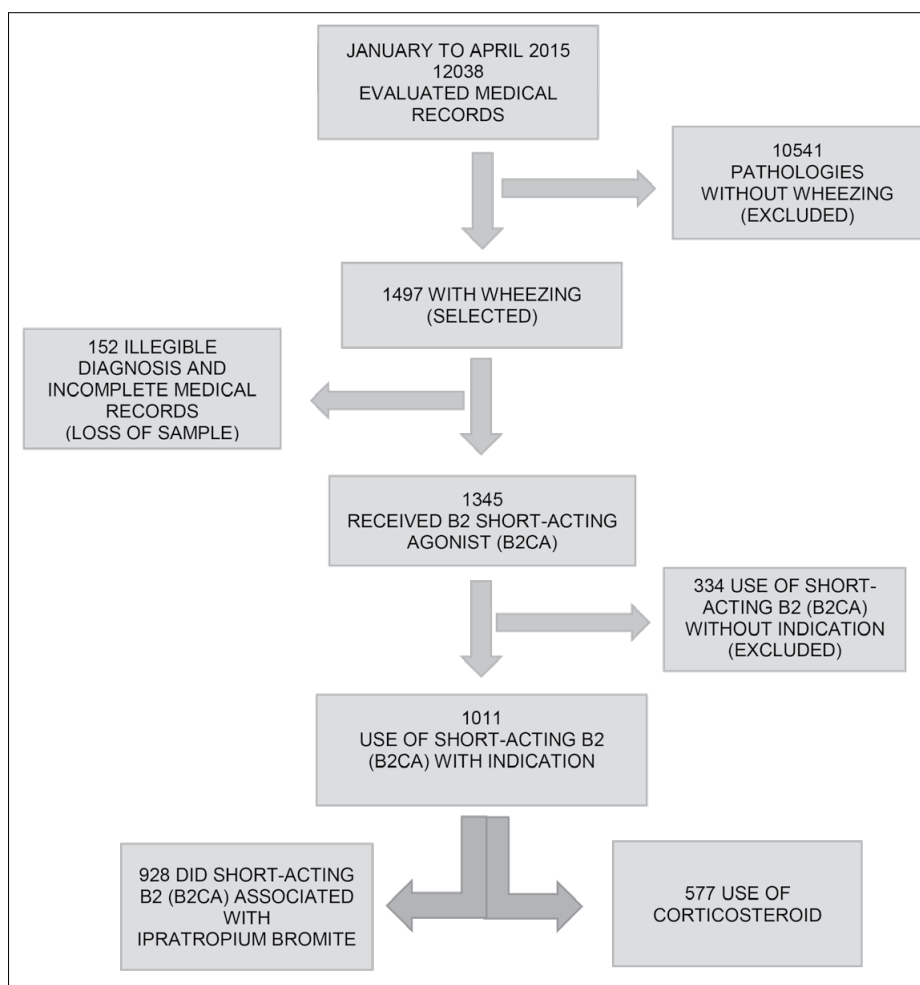 JANUARY TO APRIL 2015
12038
EVALUATED MEDICAL
RECORDS
10541
PATHOLOGIES
WITHOUT WHEEZING
(EXCLUDED)
1497 WITH WHEEZING
(SELECTED)
152 ILLEGIBLE
DIAGNOSIS AND
INCOMPLETE MEDICAL
RECORDS
(LOSS OF SAMPLE)
1345
RECEIVED B2 SHORT-ACTING
AGONIST (B2CA)
334 USE OF SHORT-
ACTING B2 (B2CA)
WITHOUT INDICATION
(EXCLUDED)
1011
USE OF SHORT-ACTING B2
(B2CA) WITH INDICATION
928 DID SHORT-ACTING
B2 (B2CA) ASSOCIATED
WITH
IPRATROPIUM BROMITE
577 USE OF
CORTICOSTEROID